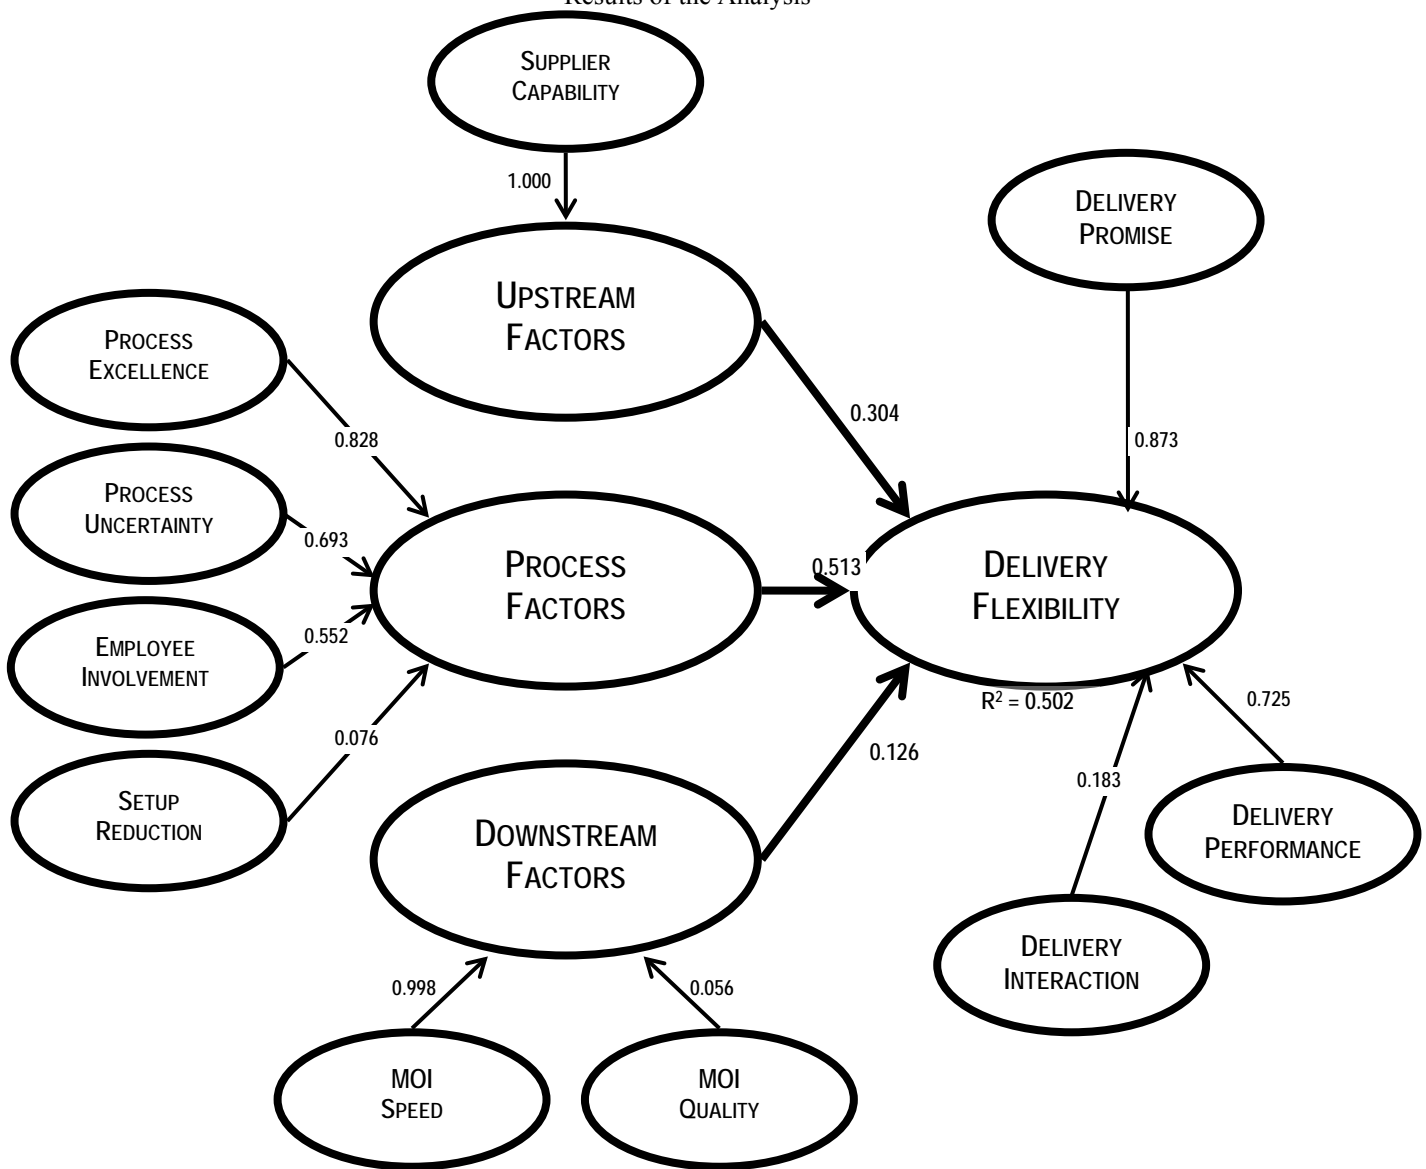 Results of the Analysis
SUPPLIER
CAPABILITY
1.000
DELIVERY
PROMISE
UPSTREAM
FACTORS
PROCESS
EXCELLENCE
0.304
0.828
0.873
PROCESS
UNCERTAINTY
0.693
PROCESS
FACTORS
0.513
DELIVERY
FLEXIBILITY
R² = 0.502
EMPLOYEE
INVOLVEMENT
0.552
0.076
0.126
0.725
0.183
SETUP
REDUCTION
DOWNSTREAM
FACTORS
DELIVERY
PERFORMANCE
DELIVERY
INTERACTION
0.998
0.056
MOI
SPEED
MOI
QUALITY